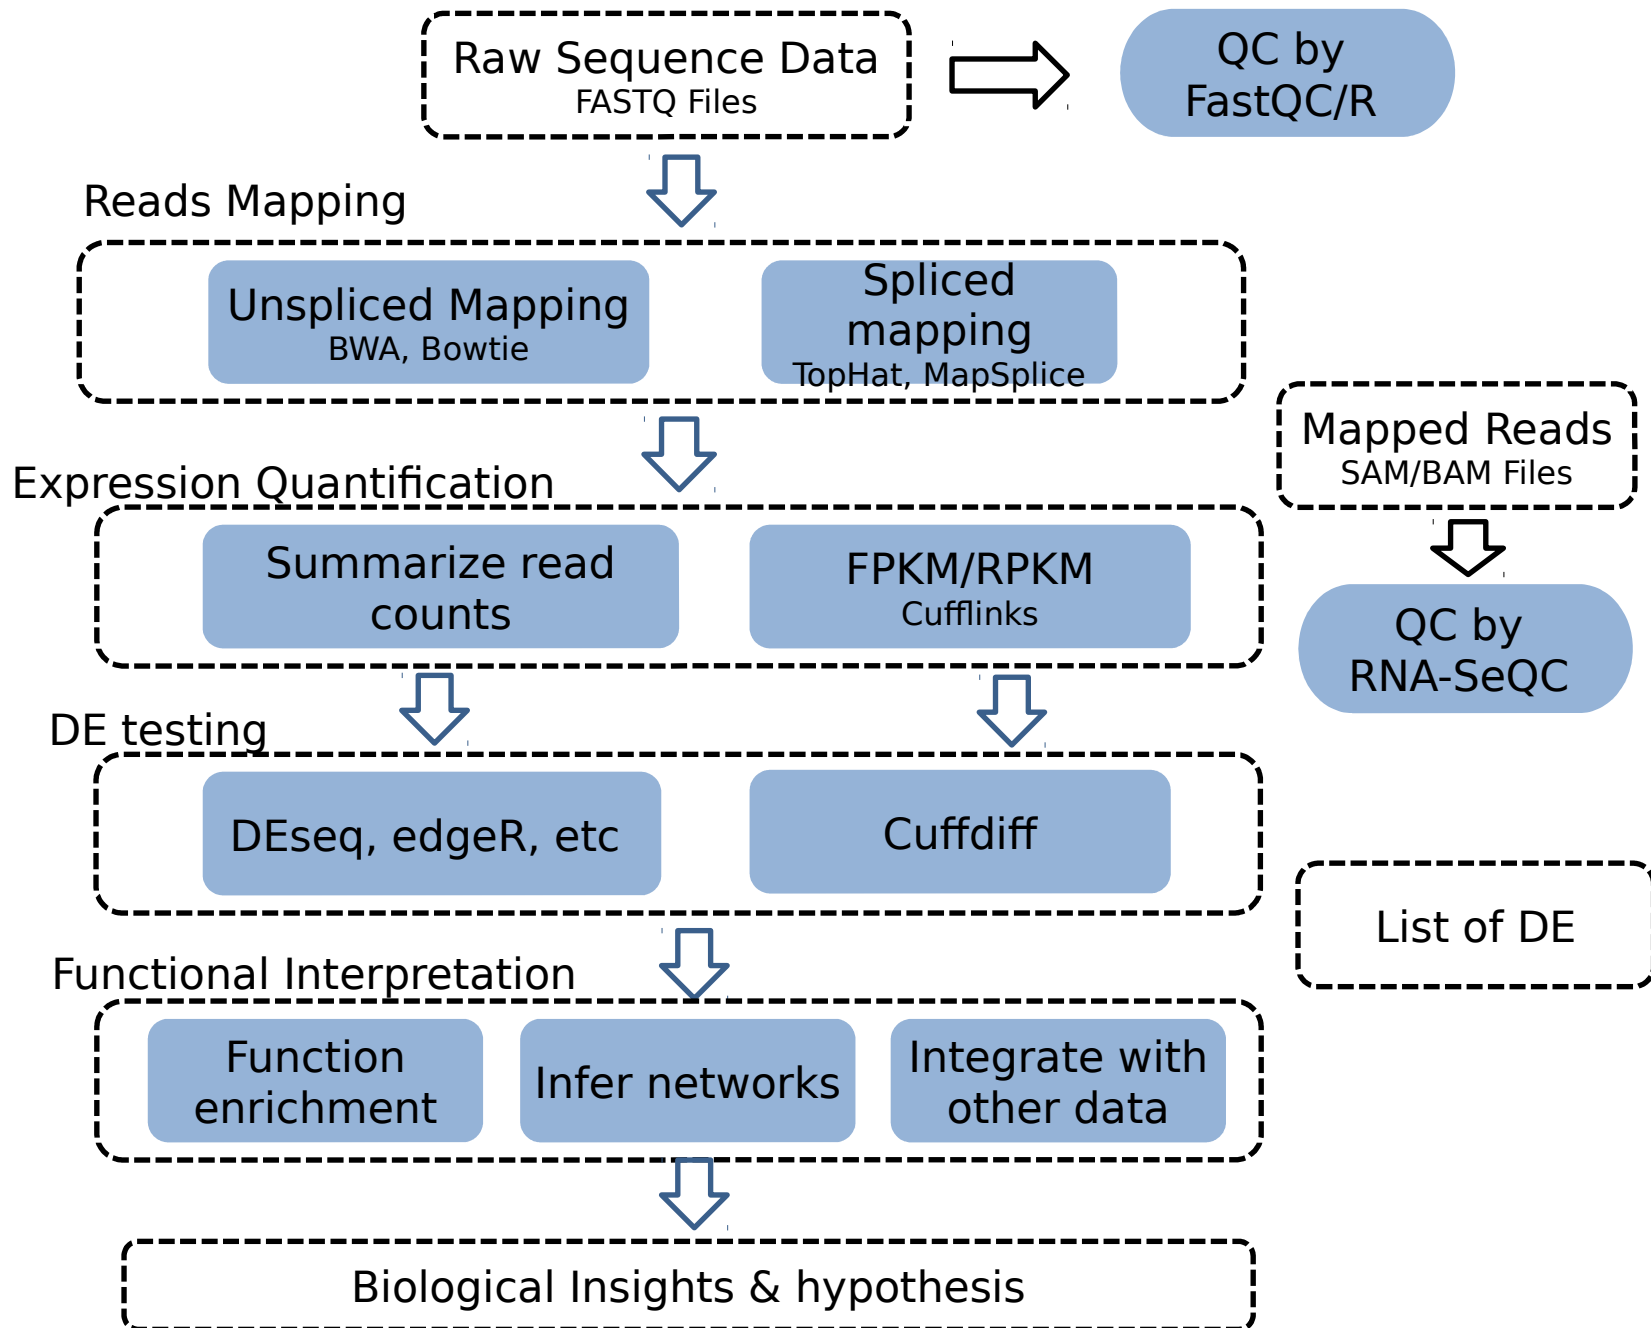 Raw Sequence Data
FASTQ Files
QC by
FastQC/R
Reads Mapping
Unspliced Mapping
BWA, Bowtie
Spliced
mapping
TopHat, MapSplice
Mapped Reads
SAM/BAM Files
Expression Quantification
Summarize read
counts
FPKM/RPKM
Cufflinks
QC by
RNA-SeQC
DE testing
DEseq, edgeR, etc
Cuffdiff
List of DE
Functional Interpretation
Function
enrichment
Infer networks
Integrate with
other data
Biological Insights & hypothesis